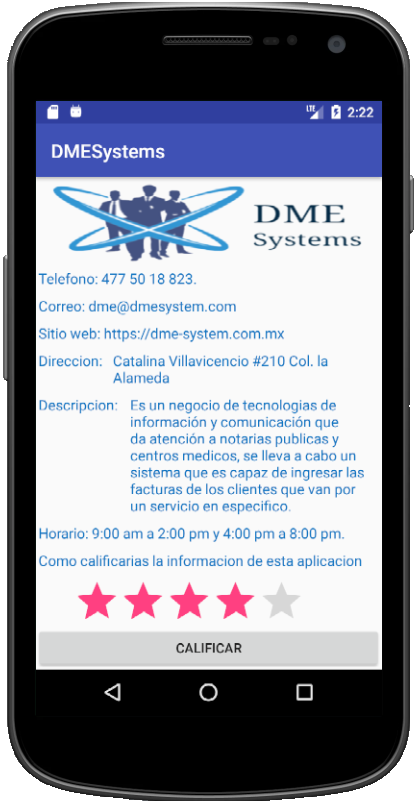 LTE 2:22
DMESystems
DME
Systems
Telefono: 477 50 18 823.
Correo: dme@dmesystem.com
Sitio web: https://dme-system.com.mx
Direccion: Catalina Villavicencio #210 Col. la
Alameda
Descripcion: Es un negocio de tecnologias de
información y comunicación que
da atención a notarias publicas y
centros medicos, se lleva a cabo un
sistema que es capaz de ingresar las
facturas de los clientes que van por
un servicio en especifico.
Horario: 9:00 am a 2:00 pm y 4:00 pm a 8:00 pm.
Como calificarias la informacion de esta aplicacion
CALIFICAR